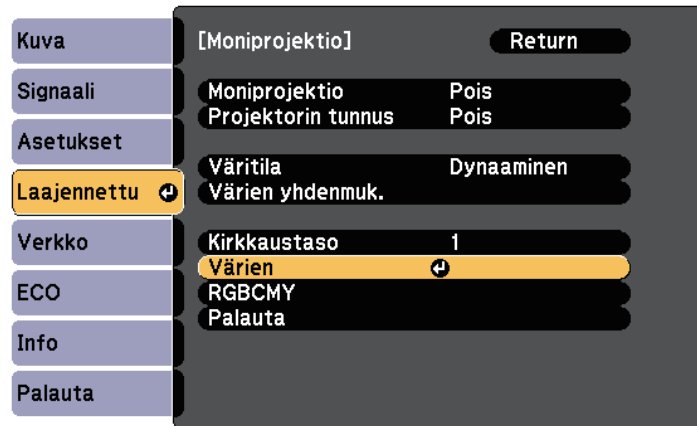 Kuva
Signaali
Asetukset
Laajennettu
Verkko
ECO
Info
Palauta
[Moniprojektio] Return
Moniprojektio Pois
Projektorin tunnus Pois
Väritila Dynaaminen
Värien yhdenmuk.
Kirkkaustaso 1
Värien
RGBCMY
Palauta